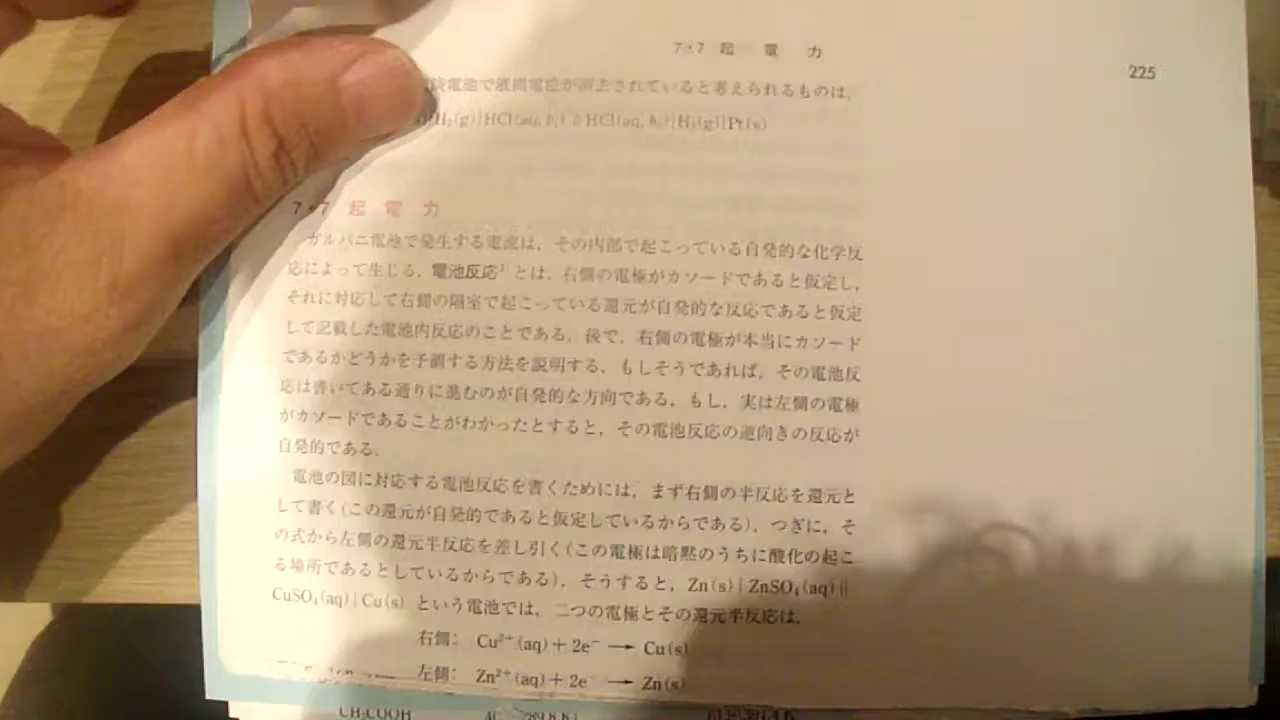 7・7 起電力
225
電池で液間電位が消去されていると考えられるものは,
H₂(g)|HCl(aq, b₁)||HCl(aq, b₂)|H₂(g)|Pt(s)
7・7 起電力
ガルバニ電池で発生する電流は,その内部で起こっている自発的な化学反
応によって生じる.電池反応¹⁾とは,右側の電極がカソードであると仮定し,
それに対応して右側の隔室で起こっている還元が自発的な反応であると仮定
して記載した電池内反応のことである.後で,右側の電極が本当にカソード
であるかどうかを予測する方法を説明する.もしそうであれば,その電池反
応は書いてある通りに進むのが自発的な方向である.もし,実は左側の電極
がカソードであることがわかったとすると,その電池反応の逆向きの反応が
自発的である.
電池の図に対応する電池反応を書くためには,まず右側の半反応を還元と
して書く(この還元が自発的であると仮定しているからである).つぎに,そ
の式から左側の還元半反応を差し引く(この電極は暗黙のうちに酸化の起こ
る場所であるとしているからである).そうすると,Zn(s)|ZnSO₄(aq)||
CuSO₄(aq)|Cu(s) という電池では,二つの電極とその還元半反応は,
右側: Cu²⁺(aq) + 2e⁻ ⟶ Cu(s)
左側: Zn²⁺(aq) + 2e⁻ ⟶ Zn(s)
CH₃COOH